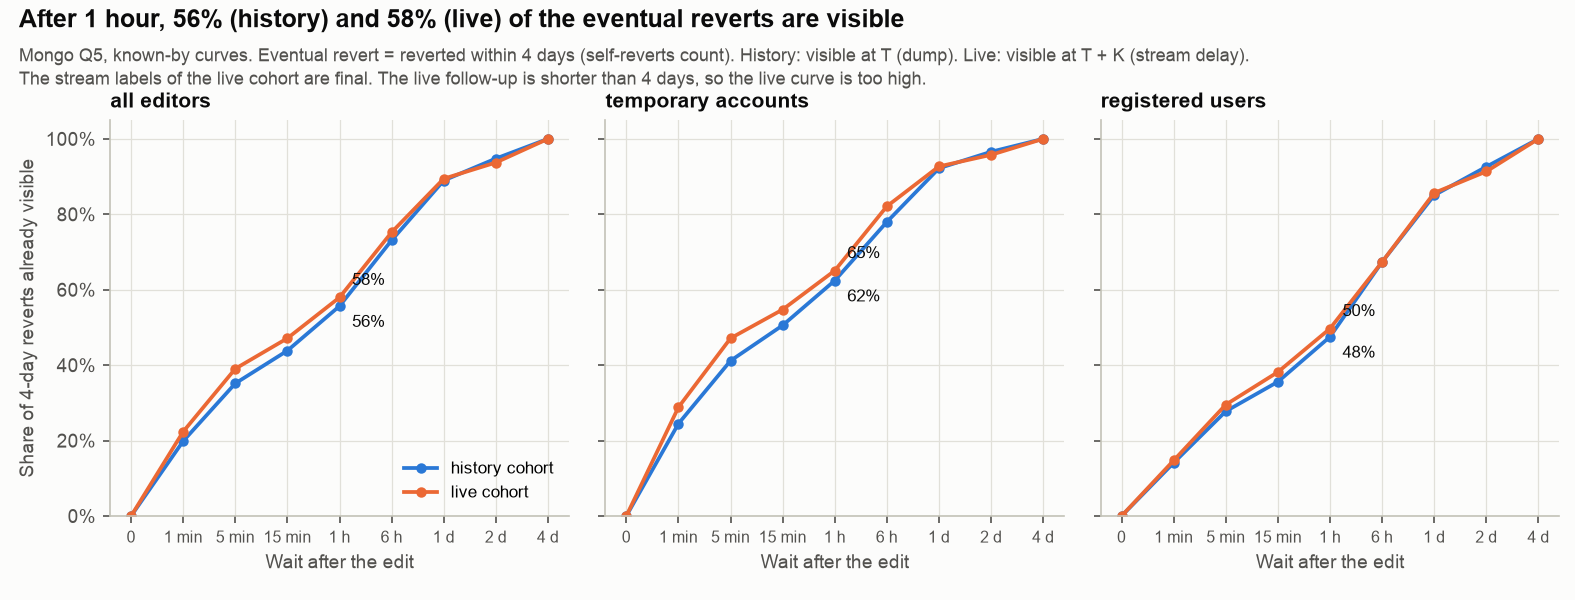 After 1 hour, 56% (history) and 58% (live) of the eventual reverts are visible
Mongo Q5, known-by curves. Eventual revert = reverted within 4 days (self-reverts count). History: visible at T (dump). Live: visible at T + K (stream delay).
The stream labels of the live cohort are final. The live follow-up is shorter than 4 days, so the live curve is too high.
all editors
temporary accounts
registered users
Share of 4-day reverts already visible
100%
80%
60%
40%
20%
0%
58%
56%
65%
62%
50%
48%
history cohort
live cohort
0 1 min 5 min 15 min 1 h 6 h 1 d 2 d 4 d
0 1 min 5 min 15 min 1 h 6 h 1 d 2 d 4 d
0 1 min 5 min 15 min 1 h 6 h 1 d 2 d 4 d
Wait after the edit
Wait after the edit
Wait after the edit